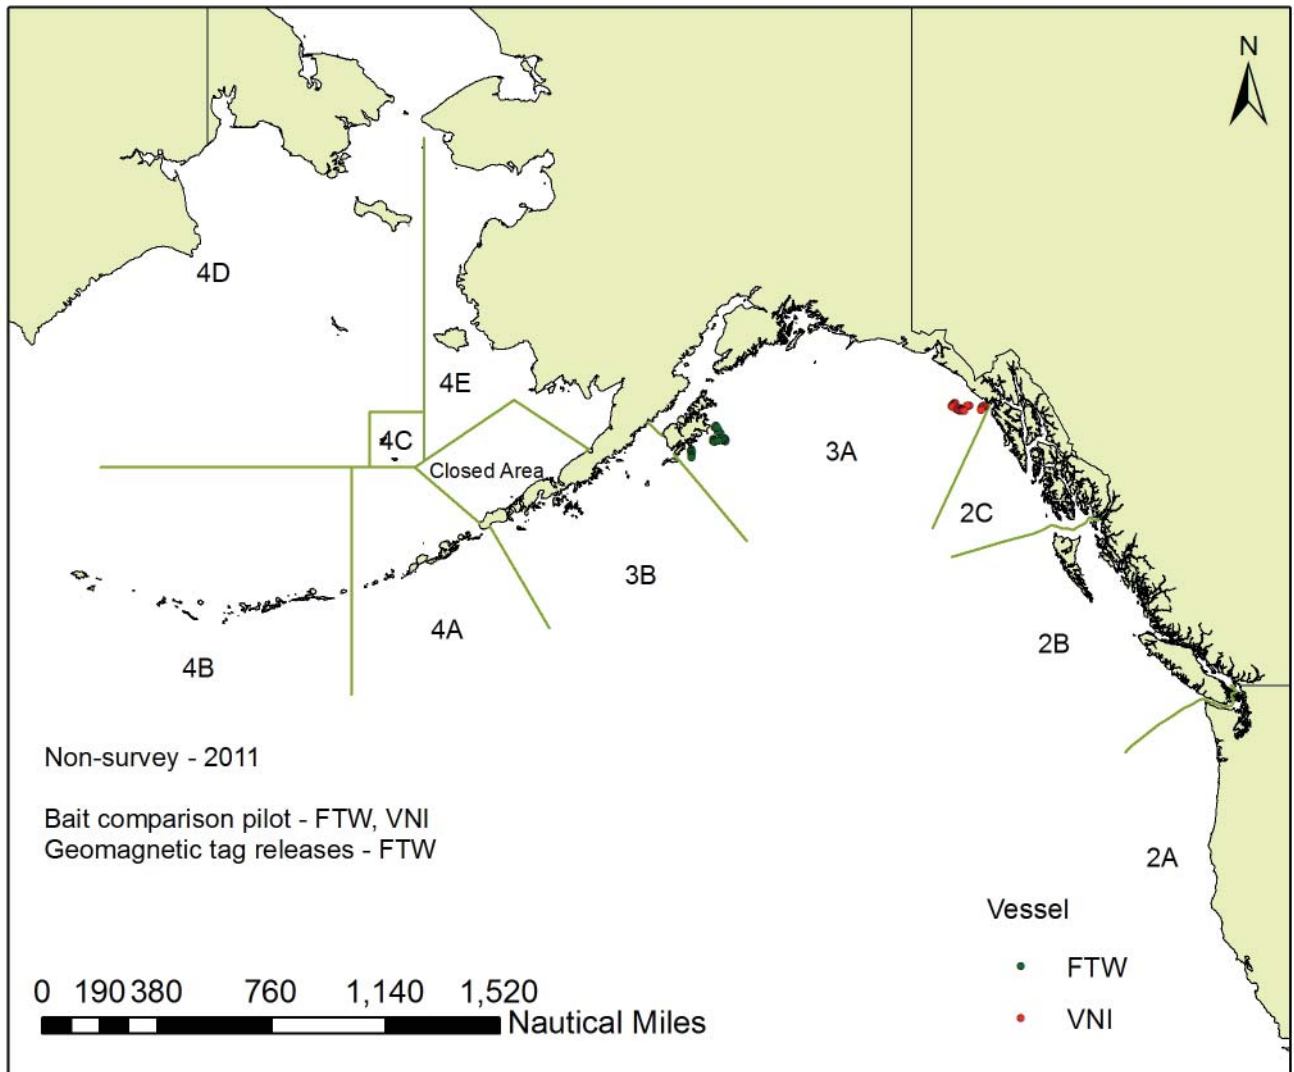 N
4D
4E
4C
Closed Area
3A
2C
3B
4A
2B
4B
Non-survey - 2011
Bait comparison pilot - FTW, VNI
Geomagnetic tag releases - FTW
2A
Vessel
FTW
VNI
0 190 380 760 1,140 1,520
Nautical Miles